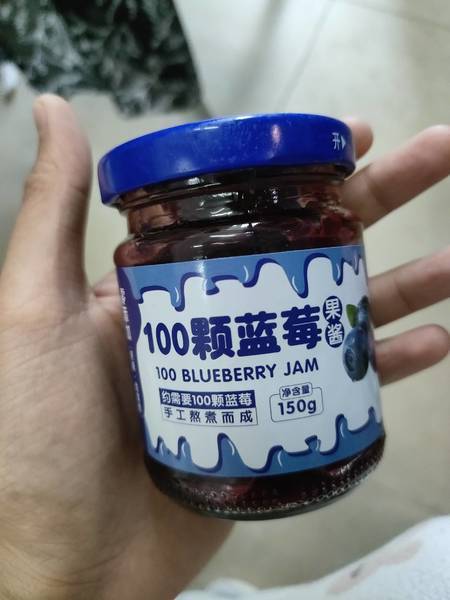 开
100颗蓝莓
果酱
100 BLUEBERRY JAM
约需要100颗蓝莓
手工熬煮而成
净含量
150g